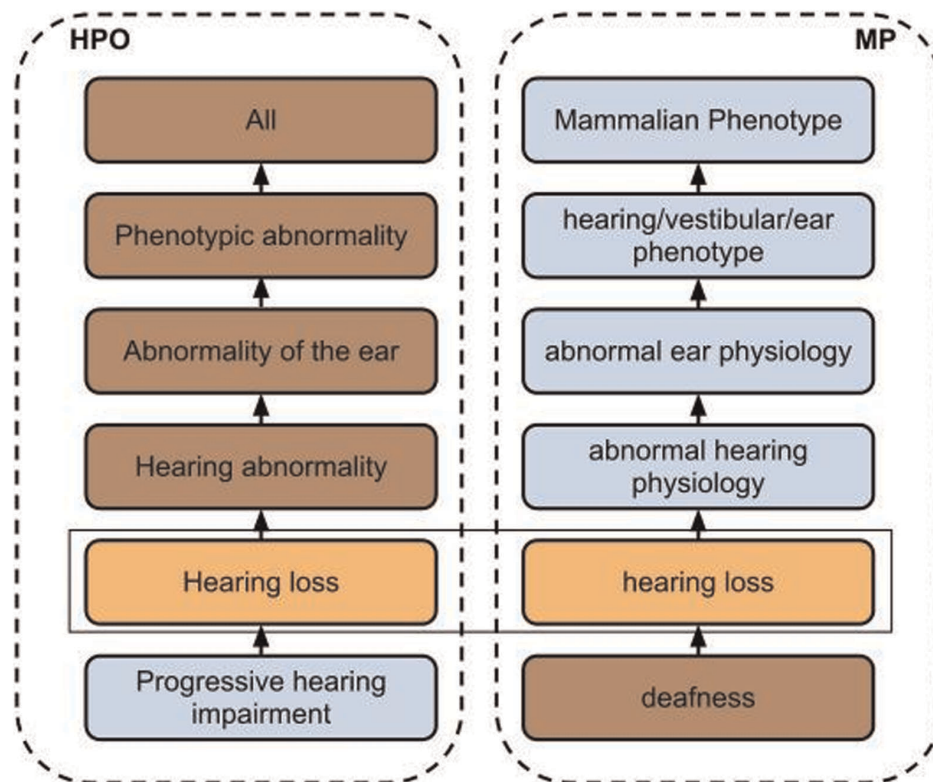 HPO
All
Phenotypic abnormality
Abnormality of the ear
Hearing abnormality
Hearing loss
Progressive hearing
impairment
MP
Mammalian Phenotype
hearing/vestibular/ear
phenotype
abnormal ear physiology
abnormal hearing
physiology
hearing loss
deafness